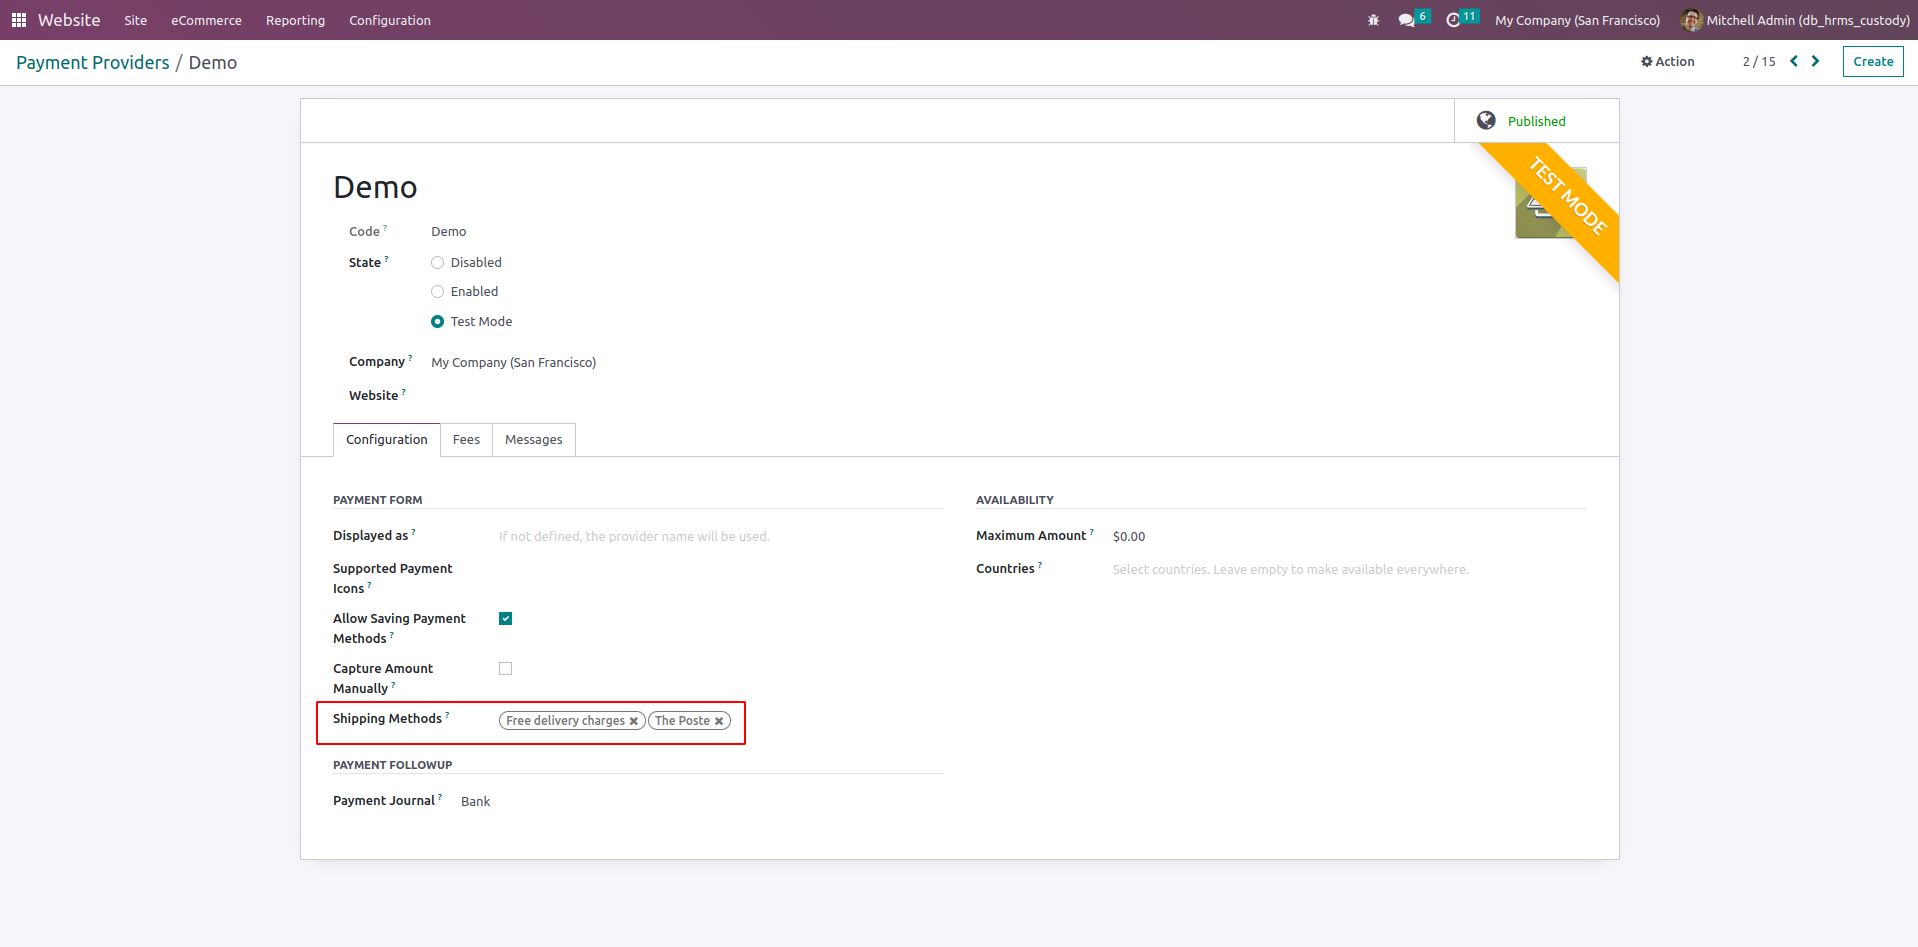 Website Site eCommerce Reporting Configuration 6 11 My Company (San Francisco) Mitchell Admin (db_hrms_custody)
Payment Providers / Demo Action 2 / 15 Create
Published
TEST MODE
Demo
Code ? Demo
State ? Disabled
Enabled
Test Mode
Company ? My Company (San Francisco)
Website ?
Configuration Fees Messages
PAYMENT FORM
Displayed as ? If not defined, the provider name will be used.
Supported Payment
Icons ?
Allow Saving Payment
Methods ?
Capture Amount
Manually ?
Shipping Methods ? Free delivery charges The Poste
PAYMENT FOLLOWUP
Payment Journal ? Bank
AVAILABILITY
Maximum Amount ? $0.00
Countries ? Select countries. Leave empty to make available everywhere.